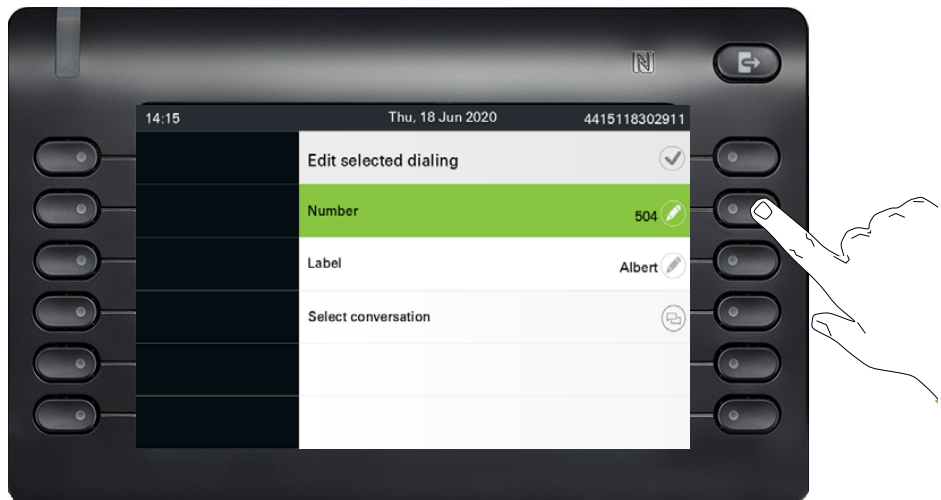 14:15 Thu, 18 Jun 2020 4415118302911
Edit selected dialing
Number 504
Label Albert
Select conversation